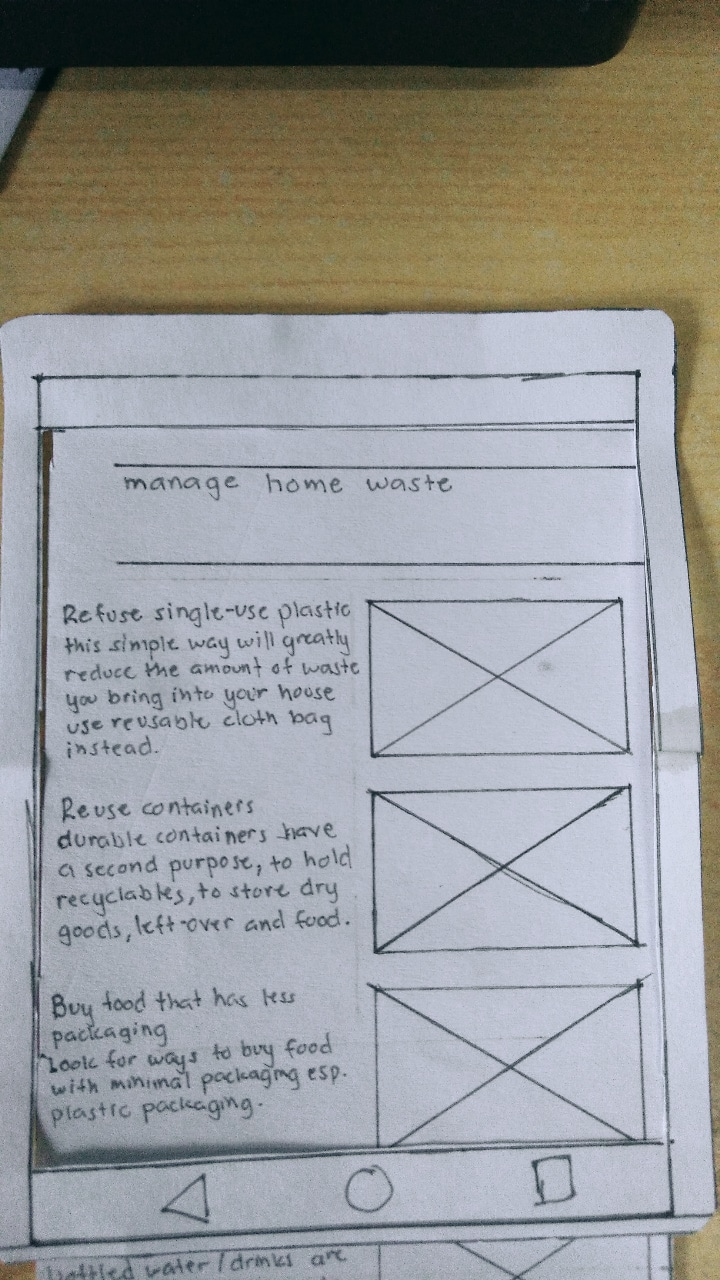 manage home waste
Refuse single-use plastic
this simple way will greatly
reduce the amount of waste
you bring into your house
use reusable cloth bag
instead.
Reuse containers
durable containers have
a second purpose, to hold
recyclables, to store dry
goods, left-over and food.
Buy food that has less
packaging
Look for ways to buy food
with minimal packaging esp.
plastic packaging.
bottled water/drinks are